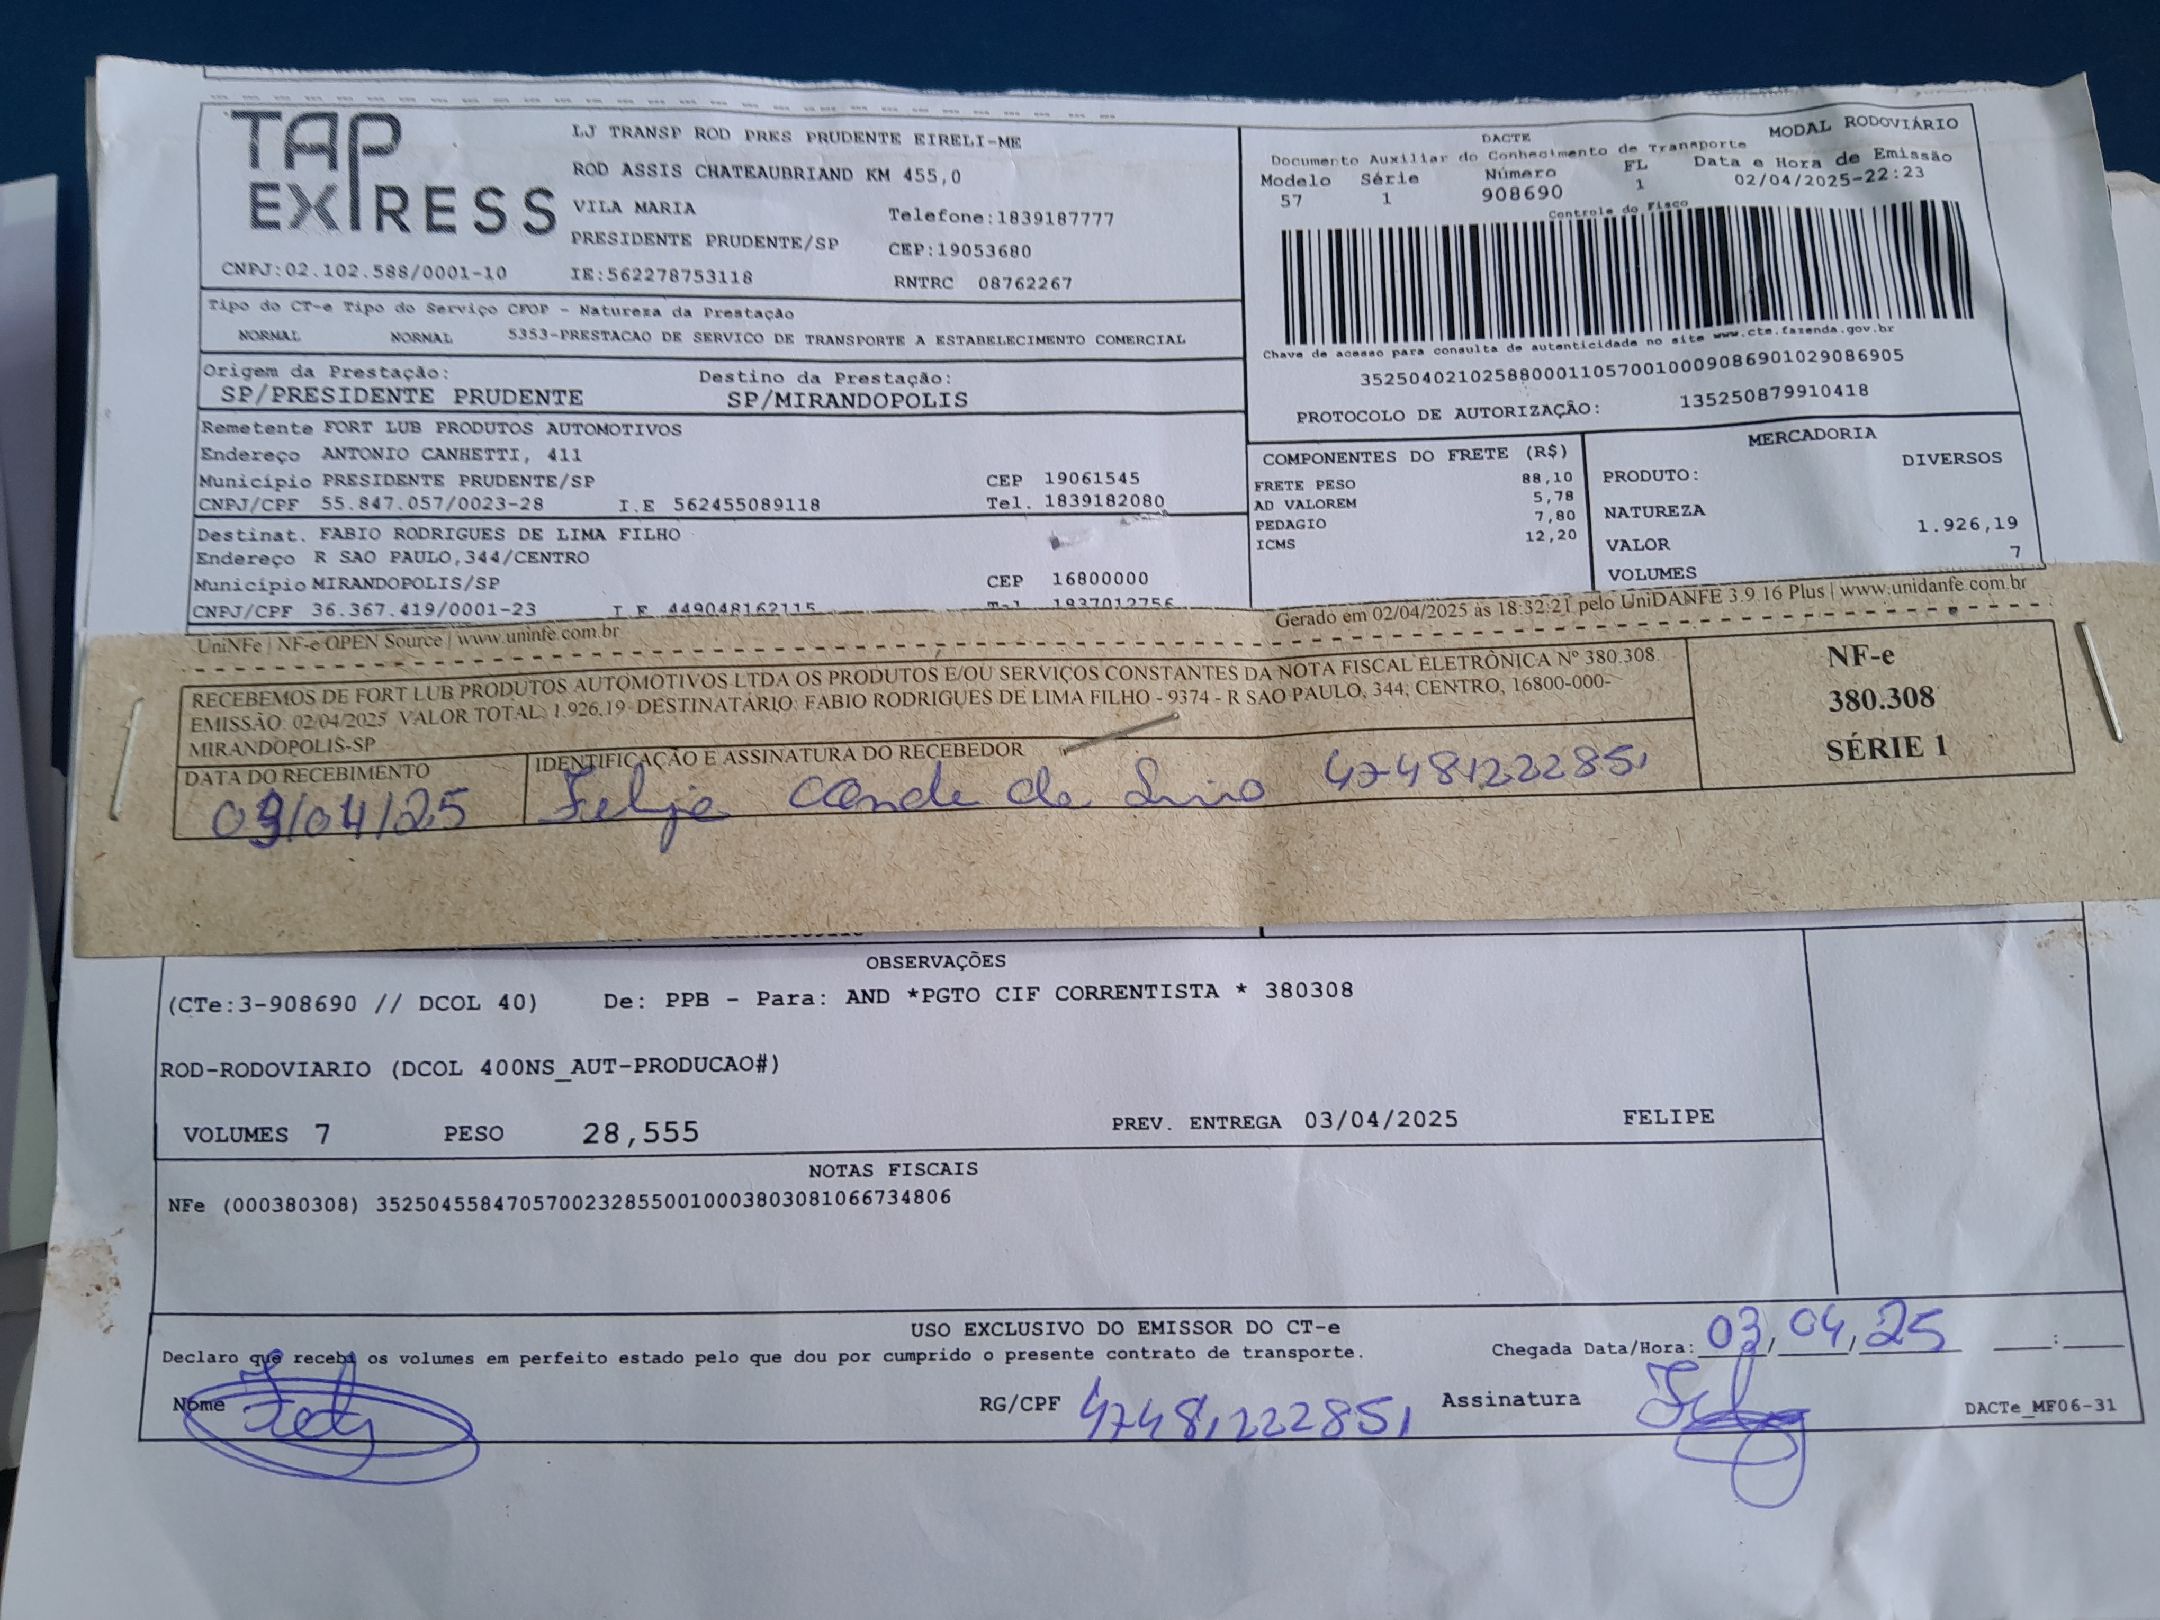 TAP EXPRESS
LJ TRANSP ROD PRES PRUDENTE EIRELI-ME
ROD ASSIS CHATEAUBRIAND KM 455,0
VILA MARIA Telefone:1839187777
PRESIDENTE PRUDENTE/SP CEP:19053680
CNPJ:02.102.588/0001-10 IE:562278753118 RNTRC 08762267
DACTE MODAL RODOVIÁRIO
Documento Auxiliar do Conhecimento de Transporte
Modelo Série Número FL Data e Hora de Emissão
57 1 908690 1 02/04/2025-22:23
Controle do Fisco
Chave de acesso para consulta de autenticidade no site www.cte.fazenda.gov.br
35250402102588000110570010009086901029086905
PROTOCOLO DE AUTORIZAÇÃO: 135250879910418
Tipo do CT-e Tipo do Serviço CFOP - Natureza da Prestação
NORMAL NORMAL 5353-PRESTACAO DE SERVICO DE TRANSPORTE A ESTABELECIMENTO COMERCIAL
Origem da Prestação: Destino da Prestação:
SP/PRESIDENTE PRUDENTE SP/MIRANDOPOLIS
Remetente FORT LUB PRODUTOS AUTOMOTIVOS
Endereço ANTONIO CANHETTI, 411
Município PRESIDENTE PRUDENTE/SP CEP 19061545
CNPJ/CPF 55.847.057/0023-28 I.E 562455089118 Tel. 1839182080
Destinat. FABIO RODRIGUES DE LIMA FILHO
Endereço R SAO PAULO,344/CENTRO
Município MIRANDOPOLIS/SP CEP 16800000
CNPJ/CPF 36.367.419/0001-23 I.E 449048162115 Tel 1837012756
COMPONENTES DO FRETE (R$)
FRETE PESO 88,10
AD VALOREM 5,78
PEDAGIO 7,80
ICMS 12,20
MERCADORIA
PRODUTO: DIVERSOS
NATUREZA
VALOR 1.926,19
VOLUMES 7
UniNFe | NF-e OPEN Source | www.uninfe.com.br
Gerado em 02/04/2025 às 18:32:21 pelo UniDANFE 3.9.16 Plus | www.unidanfe.com.br
RECEBEMOS DE FORT LUB PRODUTOS AUTOMOTIVOS LTDA OS PRODUTOS E/OU SERVIÇOS CONSTANTES DA NOTA FISCAL ELETRÔNICA Nº 380.308.
EMISSÃO: 02/04/2025 VALOR TOTAL: 1.926,19 DESTINATÁRIO: FABIO RODRIGUES DE LIMA FILHO - 9374 - R SAO PAULO, 344, CENTRO, 16800-000-
MIRANDOPOLIS-SP
NF-e
380.308
SÉRIE 1
DATA DO RECEBIMENTO IDENTIFICAÇÃO E ASSINATURA DO RECEBEDOR
03/04/25 Felipe Conde de 47481222851
OBSERVAÇÕES
(CTe:3-908690 // DCOL 40) De: PPB - Para: AND *PGTO CIF CORRENTISTA * 380308
ROD-RODOVIARIO (DCOL 400NS_AUT-PRODUCAO#)
VOLUMES 7 PESO 28,555 PREV. ENTREGA 03/04/2025 FELIPE
NOTAS FISCAIS
NFe (000380308) 35250455847057002328550010003803081066734806
USO EXCLUSIVO DO EMISSOR DO CT-e
Declaro que recebi os volumes em perfeito estado pelo que dou por cumprido o presente contrato de transporte.
Chegada Data/Hora: 03/04/25 __:__
Nome RG/CPF 47481222851 Assinatura DACTe_MF06-31